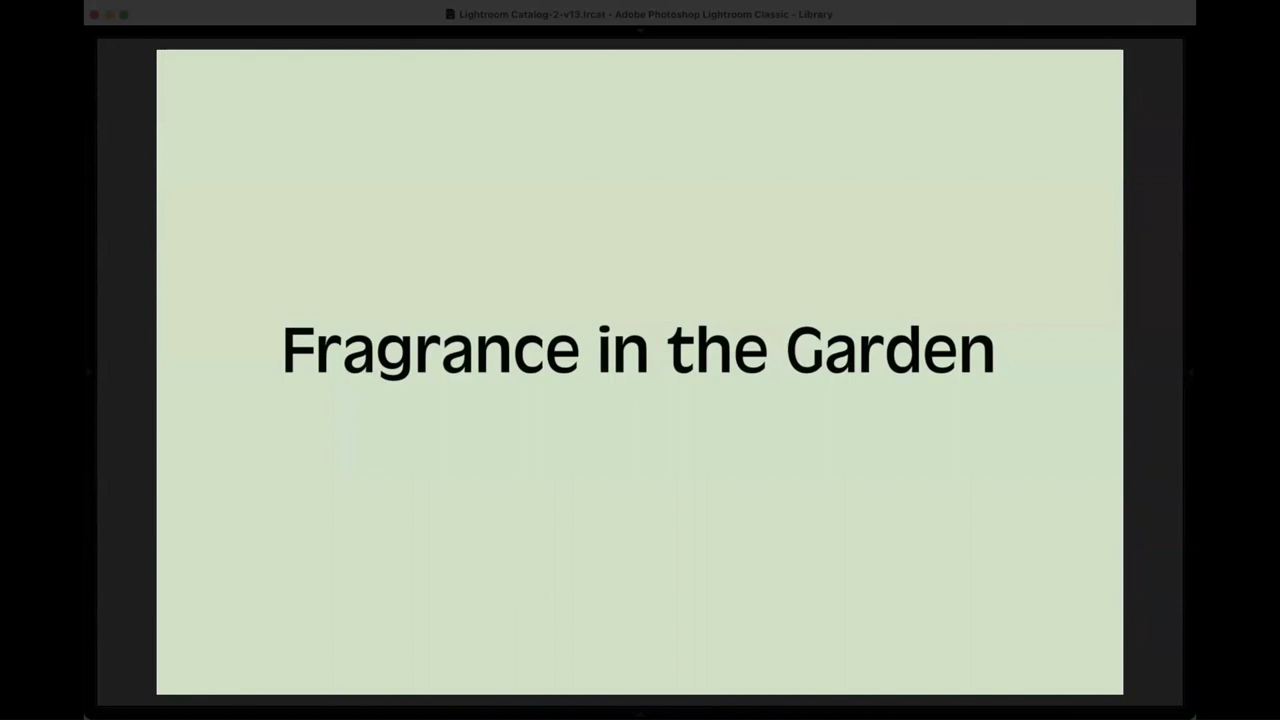 Lightroom Catalog-2-v13.lrcat - Adobe Photoshop Lightroom Classic - Library
Fragrance in the Garden